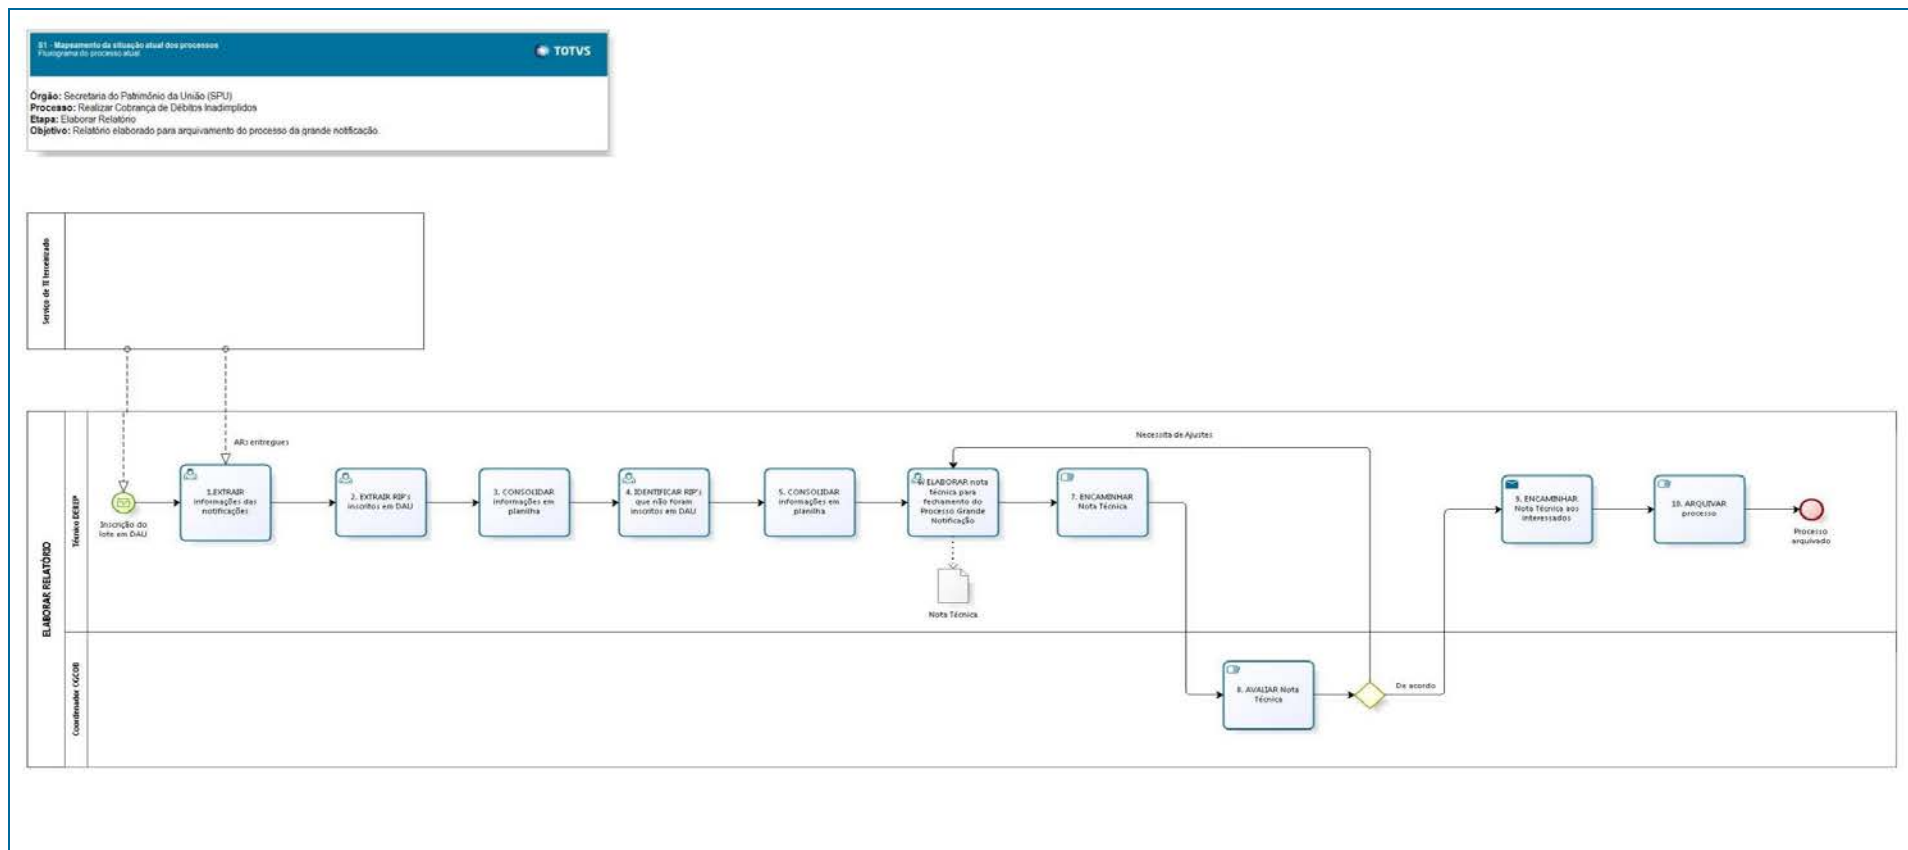 S1 - Mapeamento da situação atual dos processos
Fluxograma do processo atual
TOTVS
Órgão: Secretaria do Patrimônio da União (SPU)
Processo: Realizar Cobrança de Débitos Inadimplidos
Etapa: Elaborar Relatório
Objetivo: Relatório elaborado para arquivamento do processo da grande notificação.
Serviço de TI terceirizado
ELABORAR RELATÓRIO
Técnico DEREP
Coordenador CGCOB
Inscrição do
lote em DAU
ARs entregues
1.EXTRAIR
informações das
notificações
2. EXTRAIR RIP's
inscritos em DAU
3. CONSOLIDAR
informações em
planilha
4. IDENTIFICAR RIP's
que não foram
inscritos em DAU
5. CONSOLIDAR
informações em
planilha
ELABORAR nota
técnica para
fechamento do
Processo Grande
Notificação
Nota Técnica
7. ENCAMINHAR
Nota Técnica
Necessita de Ajustes
8. AVALIAR Nota
Técnica
De acordo
9. ENCAMINHAR
Nota Técnica aos
interessados
10. ARQUIVAR
processo
Processo
arquivado